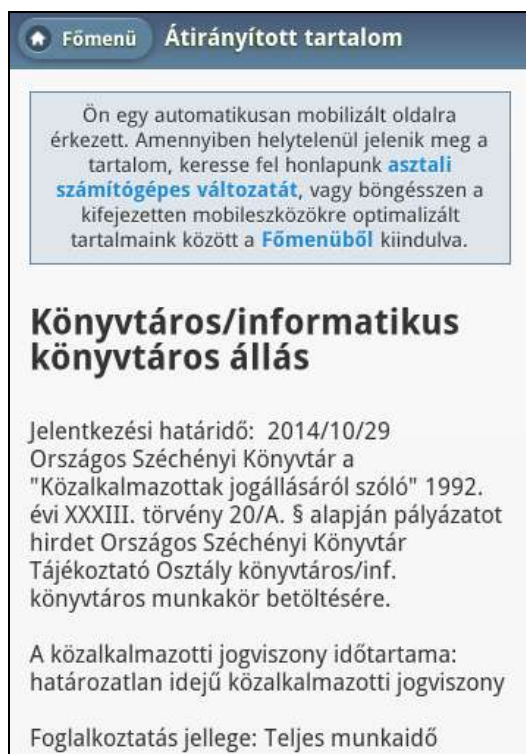 Főmenü Átirányított tartalom
Ön egy automatikusan mobilizált oldalra
érkezett. Amennyiben helytelenül jelenik meg a
tartalom, keresse fel honlapunk asztali
számítógépes változatát, vagy böngésszen a
kifejezetten mobileszközökre optimalizált
tartalmaink között a Főmenüből kiindulva.
Könyvtáros/informatikus
könyvtáros állás
Jelentkezési határidő: 2014/10/29
Országos Széchényi Könyvtár a
"Közalkalmazottak jogállásáról szóló" 1992.
évi XXXIII. törvény 20/A. § alapján pályázatot
hirdet Országos Széchényi Könyvtár
Tájékoztató Osztály könyvtáros/inf.
könyvtáros munkakör betöltésére.
A közalkalmazotti jogviszony időtartama:
határozatlan idejű közalkalmazotti jogviszony
Foglalkoztatás jellege: Teljes munkaidő